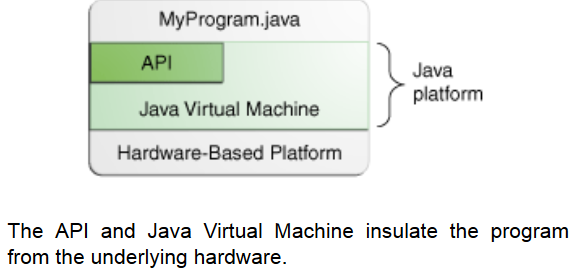 MyProgram.java
API
Java Virtual Machine
Java
platform
Hardware-Based Platform
The API and Java Virtual Machine insulate the program
from the underlying hardware.